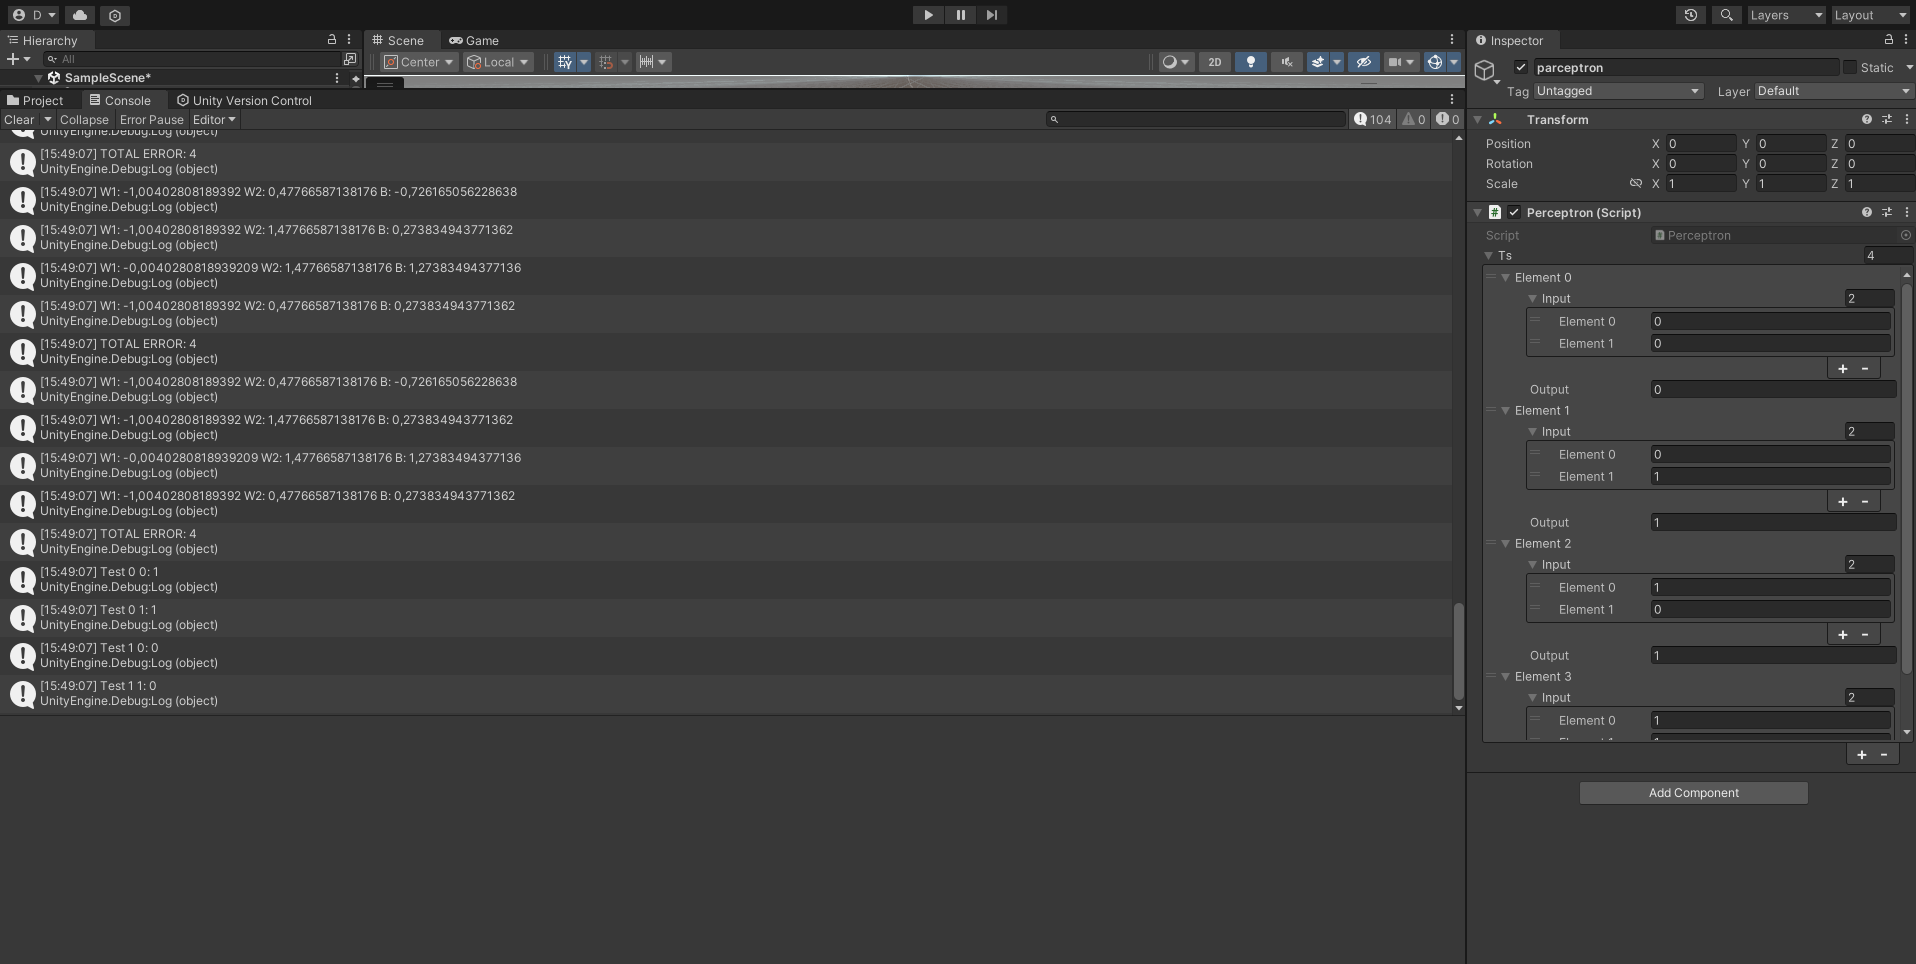 D
Layers
Layout
Hierarchy
All
SampleScene*
Scene
Game
Center
Local
2D
Project
Console
Unity Version Control
Clear
Collapse
Error Pause
Editor
104
0
0
UnityEngine.Debug:Log (object)
[15:49:07] TOTAL ERROR: 4
UnityEngine.Debug:Log (object)
[15:49:07] W1: -1,00402808189392 W2: 0,47766587138176 B: -0,726165056228638
UnityEngine.Debug:Log (object)
[15:49:07] W1: -1,00402808189392 W2: 1,47766587138176 B: 0,273834943771362
UnityEngine.Debug:Log (object)
[15:49:07] W1: -0,0040280818939209 W2: 1,47766587138176 B: 1,27383494377136
UnityEngine.Debug:Log (object)
[15:49:07] W1: -1,00402808189392 W2: 0,47766587138176 B: 0,273834943771362
UnityEngine.Debug:Log (object)
[15:49:07] TOTAL ERROR: 4
UnityEngine.Debug:Log (object)
[15:49:07] W1: -1,00402808189392 W2: 0,47766587138176 B: -0,726165056228638
UnityEngine.Debug:Log (object)
[15:49:07] W1: -1,00402808189392 W2: 1,47766587138176 B: 0,273834943771362
UnityEngine.Debug:Log (object)
[15:49:07] W1: -0,0040280818939209 W2: 1,47766587138176 B: 1,27383494377136
UnityEngine.Debug:Log (object)
[15:49:07] W1: -1,00402808189392 W2: 0,47766587138176 B: 0,273834943771362
UnityEngine.Debug:Log (object)
[15:49:07] TOTAL ERROR: 4
UnityEngine.Debug:Log (object)
[15:49:07] Test 0 0: 1
UnityEngine.Debug:Log (object)
[15:49:07] Test 0 1: 1
UnityEngine.Debug:Log (object)
[15:49:07] Test 1 0: 0
UnityEngine.Debug:Log (object)
[15:49:07] Test 1 1: 0
UnityEngine.Debug:Log (object)
Inspector
parceptron
Static
Tag Untagged
Layer Default
Transform
Position X 0 Y 0 Z 0
Rotation X 0 Y 0 Z 0
Scale X 1 Y 1 Z 1
# Perceptron (Script)
Script Perceptron
Ts 4
Element 0
Input 2
Element 0 0
Element 1 0
+ -
Output 0
Element 1
Input 2
Element 0 0
Element 1 1
+ -
Output 1
Element 2
Input 2
Element 0 1
Element 1 0
+ -
Output 1
Element 3
Input 2
Element 0 1
+ -
Add Component